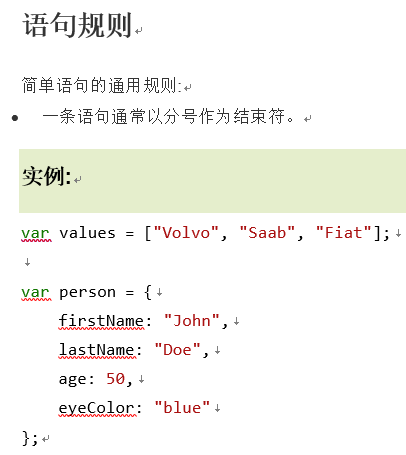 语句规则
简单语句的通用规则:
• 一条语句通常以分号作为结束符。
实例:
var values = ["Volvo", "Saab", "Fiat"];

var person = {
    firstName: "John",
    lastName: "Doe",
    age: 50,
    eyeColor: "blue"
};